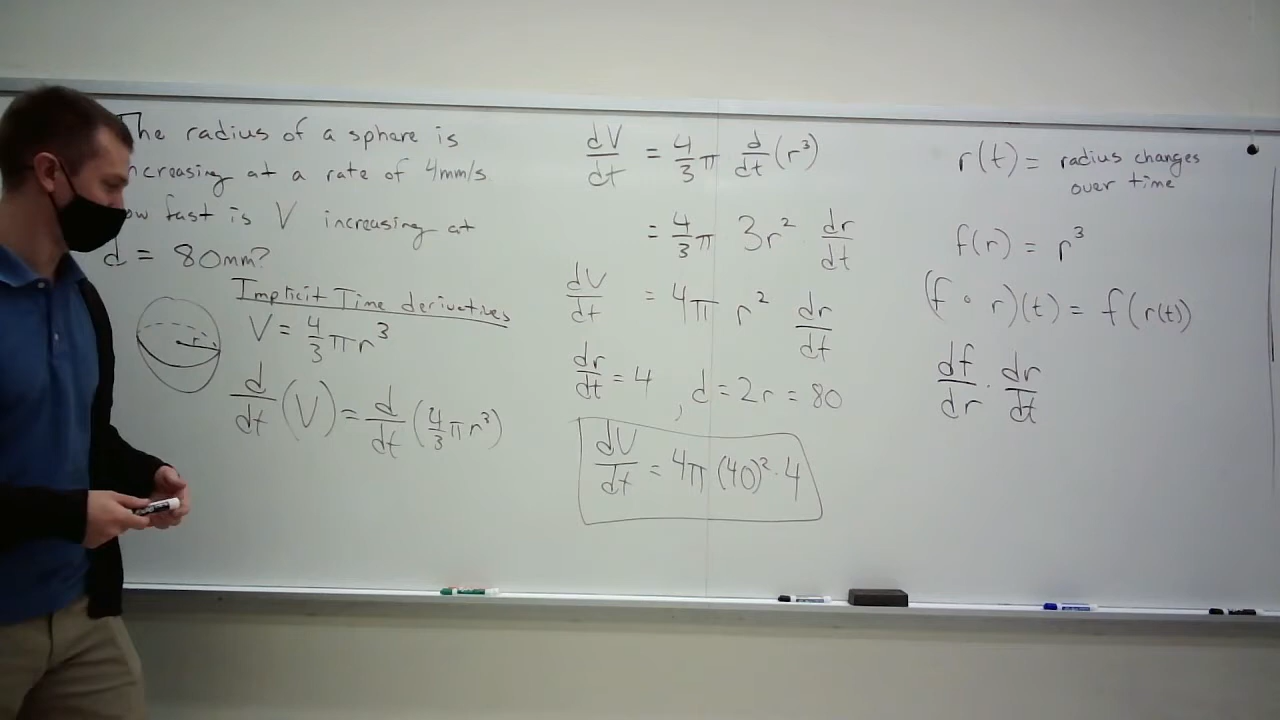 The radius of a sphere is
ncreasing at a rate of 4mm/s
ow fast is V increasing at
d = 80mm?
Implicit Time derivatives
V = 4/3 πr³
r
d/dt (V) = d/dt (4/3 πr³)
dV/dt = 4/3 π d/dt (r³)
= 4/3 π 3r² dr/dt
dV/dt = 4π r² dr/dt
dr/dt = 4 , d = 2r = 80
dV/dt = 4π (40)² · 4
r(t) = radius changes
over time
f(r) = r³
(f ∘ r)(t) = f(r(t))
df/dr · dr/dt